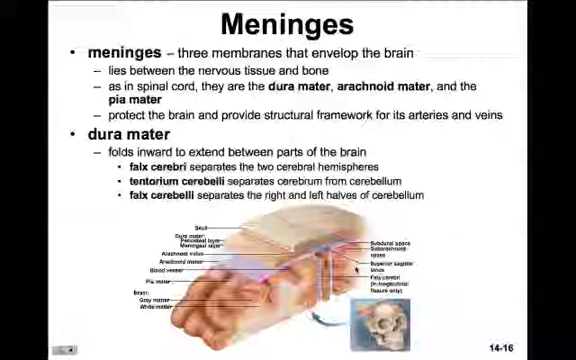 Meninges
• meninges – three membranes that envelop the brain
– lies between the nervous tissue and bone
– as in spinal cord, they are the dura mater, arachnoid mater, and the
pia mater
– protect the brain and provide structural framework for its arteries and veins
• dura mater
– folds inward to extend between parts of the brain
• falx cerebri separates the two cerebral hemispheres
• tentorium cerebelli separates cerebrum from cerebellum
• falx cerebelli separates the right and left halves of cerebellum
Skull
Dura mater:
Periosteal layer
Meningeal layer
Arachnoid villus
Arachnoid mater
Blood vessel
Pia mater
Brain:
Gray matter
White matter
Subdural space
Subarachnoid
space
Superior sagittal
sinus
Falx cerebri
(in longitudinal
fissure only)
14-16